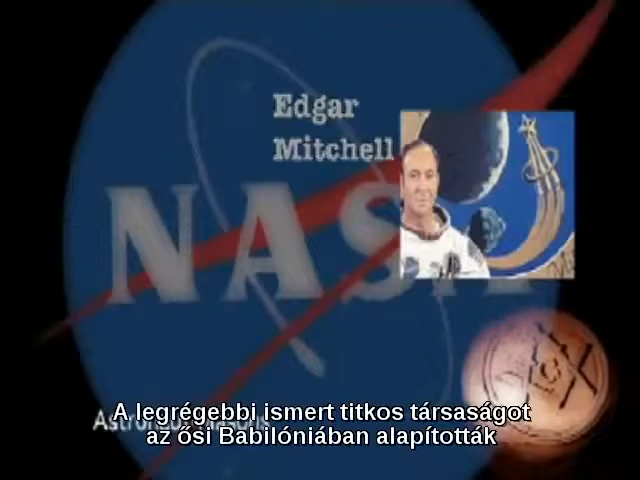 Edgar
Mitchell
NASA
A legrégebbi ismert titkos társaságot
az ősi Babilóniában alapították